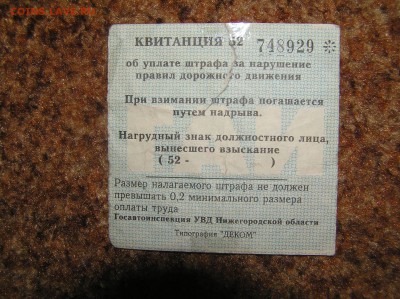 КВИТАНЦИЯ 52 748929 *
об уплате штрафа за нарушение
правил дорожного движения
При взимании штрафа погашается
путем надрыва.
Нагрудный знак должностного лица,
вынесшего взыскание
( 52 - )
Размер налагаемого штрафа не должен
превышать 0,2 минимального размера
оплаты труда
Госавтоинспекция УВД Нижегородской области
Типография "ДЕКОМ"